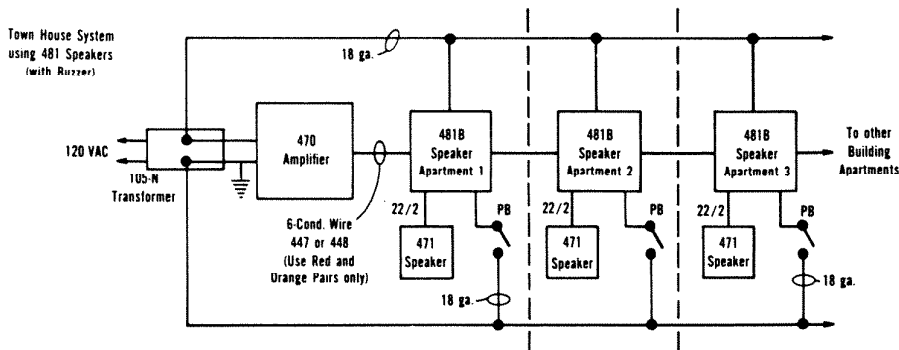 Town House System
using 481 Speakers
(with Buzzer)
18 ga.
120 VAC
105-N
Transformer
470
Amplifier
6-Cond. Wire
447 or 448
(Use Red and
Orange Pairs only)
481B
Speaker
Apartment 1
22/2
PB
471
Speaker
18 ga.
481B
Speaker
Apartment 2
22/2
PB
471
Speaker
18 ga.
481B
Speaker
Apartment 3
22/2
PB
471
Speaker
18 ga.
To other
Building
Apartments